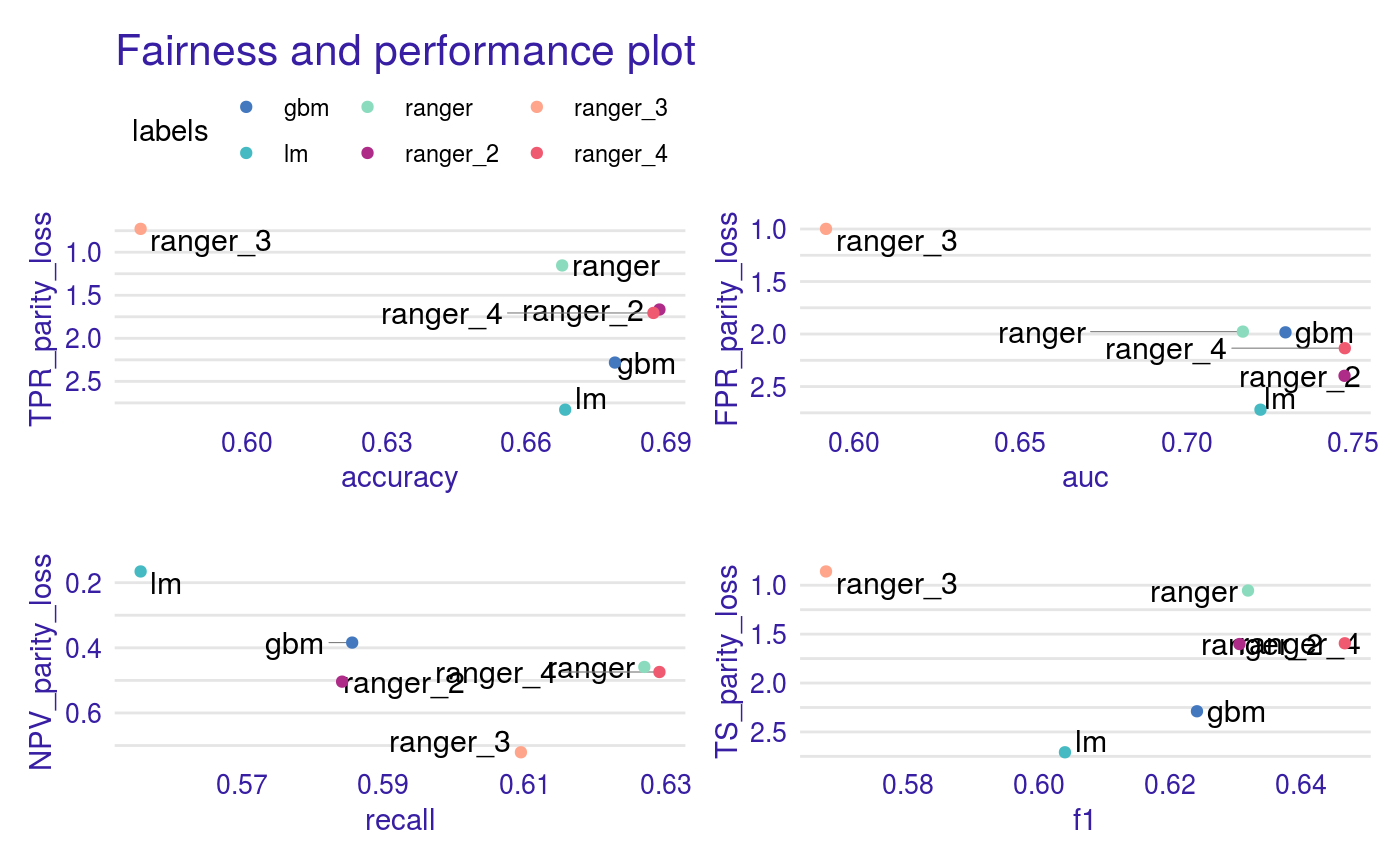 Fairness and performance plot
labels
gbm
ranger
ranger_3
lm
ranger_2
ranger_4
TPR_parity_loss
1.0
1.5
2.0
2.5
ranger_3
ranger
ranger_4
ranger_2
gbm
lm
0.60
0.63
0.66
0.69
accuracy
FPR_parity_loss
1.0
1.5
2.0
2.5
ranger_3
ranger
gbm
ranger_4
ranger_2
lm
0.60
0.65
0.70
0.75
auc
NPV_parity_loss
0.2
0.4
0.6
lm
gbm
ranger_4
ranger
ranger_2
ranger_3
0.57
0.59
0.61
0.63
recall
TS_parity_loss
1.0
1.5
2.0
2.5
ranger_3
ranger
ranger_2
ranger_4
gbm
lm
0.58
0.60
0.62
0.64
f1